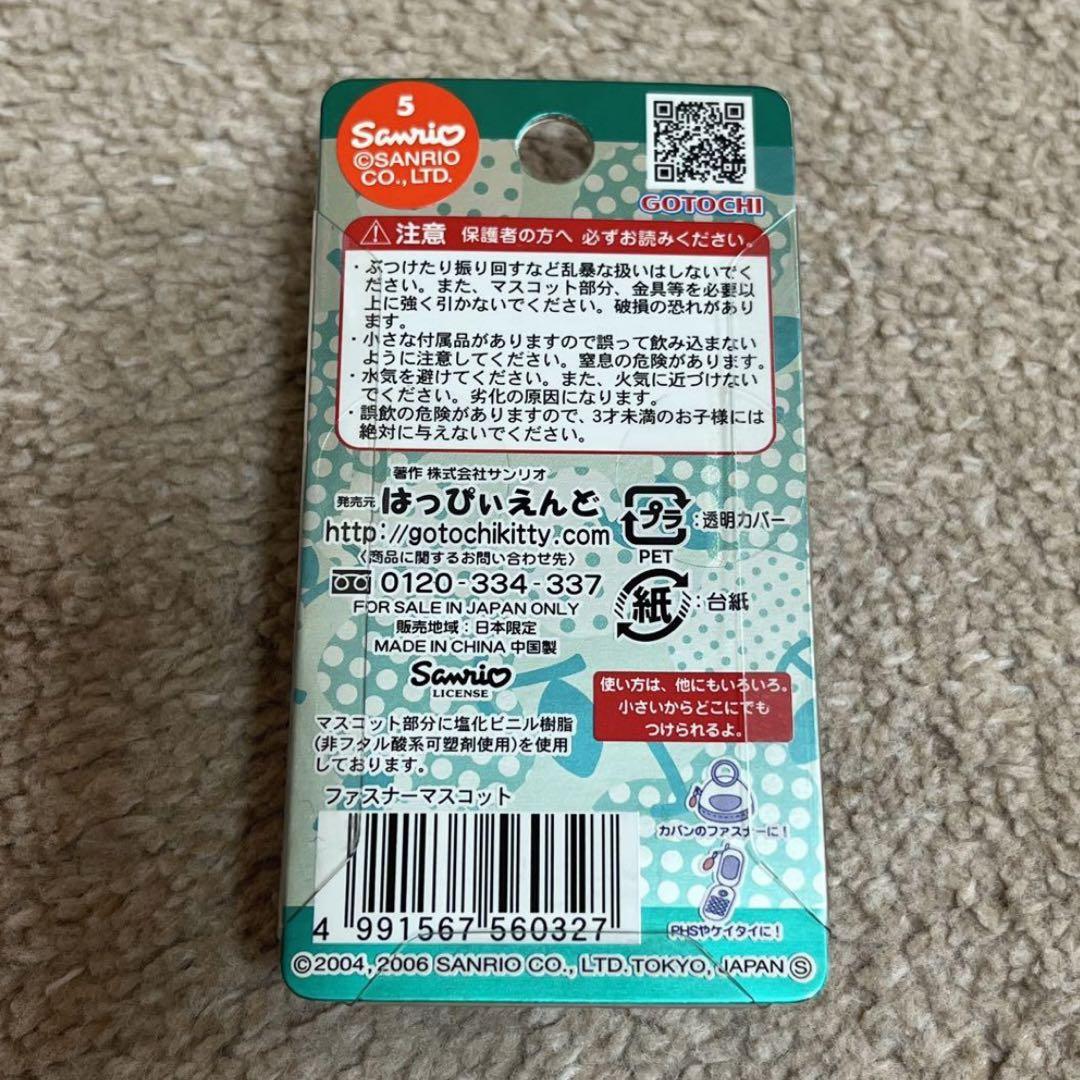 5
Sanrio
©SANRIO
CO., LTD.
GOTOCHI
注意 保護者の方へ 必ずお読みください。
・ぶつけたり振り回すなど乱暴な扱いはしないでく
ださい。また、マスコット部分、金具等を必要以
上に強く引かないでください。破損の恐れがあり
ます。
・小さな付属品がありますので誤って飲み込まない
ように注意してください。窒息の危険があります。
・水気を避けてください。また、火気に近づけない
でください。劣化の原因になります。
・誤飲の危険がありますので、3才未満のお子様には
絶対に与えないでください。
著作 株式会社サンリオ
発売元 はっぴぃえんど
http://gotochikitty.com
〈商品に関するお問い合わせ先〉
0120-334-337
FOR SALE IN JAPAN ONLY
販売地域：日本限定
MADE IN CHINA 中国製
Sanrio
LICENSE
プラ：透明カバー
PET
紙：台紙
使い方は、他にもいろいろ。
小さいからどこにでも
つけられるよ。
マスコット部分に塩化ビニル樹脂
(非フタル酸系可塑剤使用)を使用
しております。
ファスナーマスコット
カバンのファスナーに！
PHSやケイタイに！
4 991567 560327
©2004, 2006 SANRIO CO., LTD. TOKYO, JAPAN Ⓢ